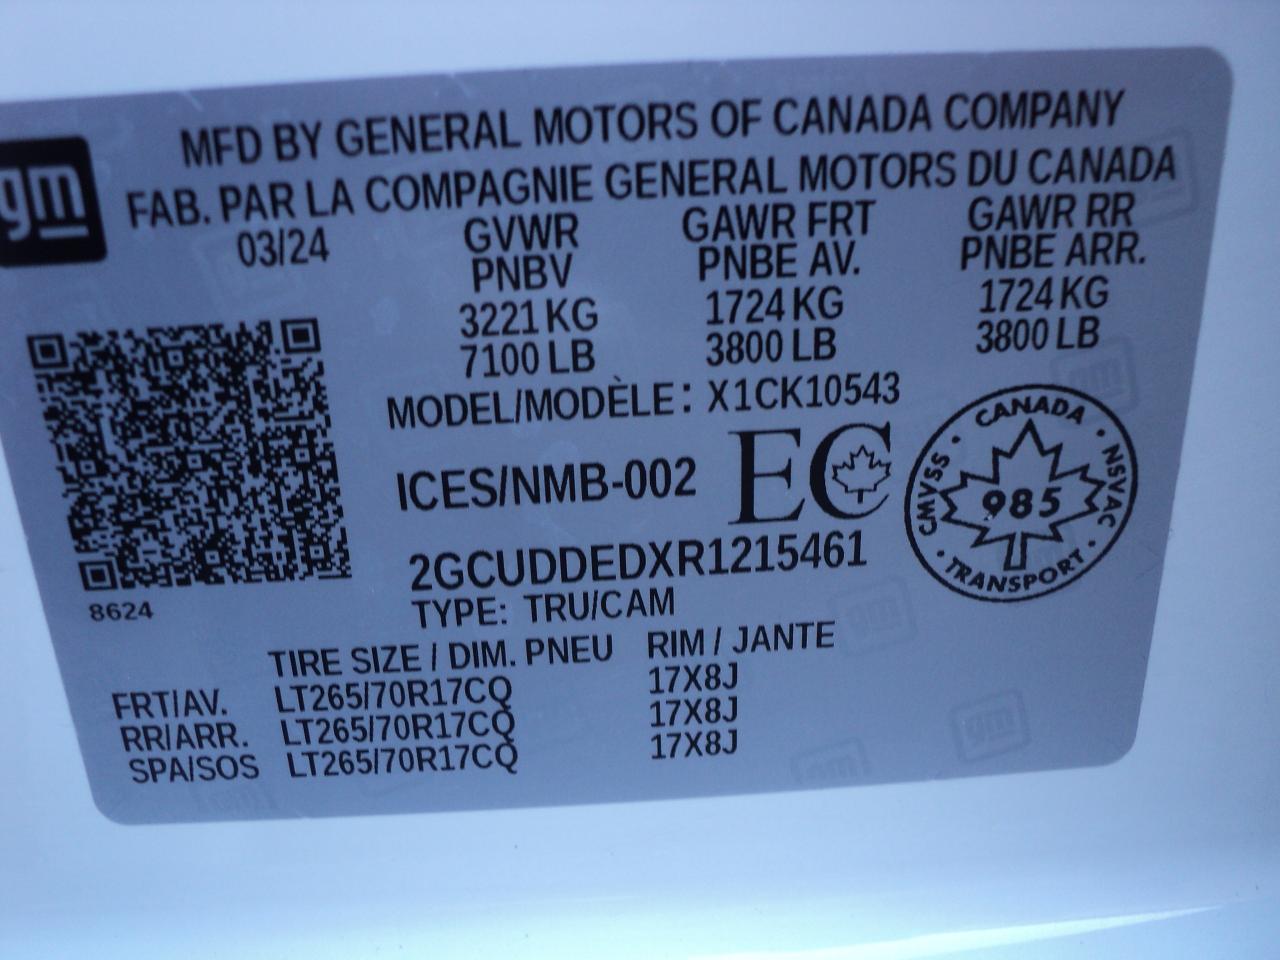 gm
MFD BY GENERAL MOTORS OF CANADA COMPANY
FAB. PAR LA COMPAGNIE GENERAL MOTORS DU CANADA
03/24 GVWR GAWR FRT GAWR RR
PNBV PNBE AV. PNBE ARR.
3221 KG 1724 KG 1724 KG
7100 LB 3800 LB 3800 LB
MODEL/MODÈLE: X1CK10543
ICES/NMB-002 EC
CANADA
CMVSS • NSVAC
985
TRANSPORT
2GCUDDEDXR1215461
8624
TYPE: TRU/CAM
TIRE SIZE / DIM. PNEU RIM / JANTE
FRT/AV. LT265/70R17CQ 17X8J
RR/ARR. LT265/70R17CQ 17X8J
SPA/SOS LT265/70R17CQ 17X8J